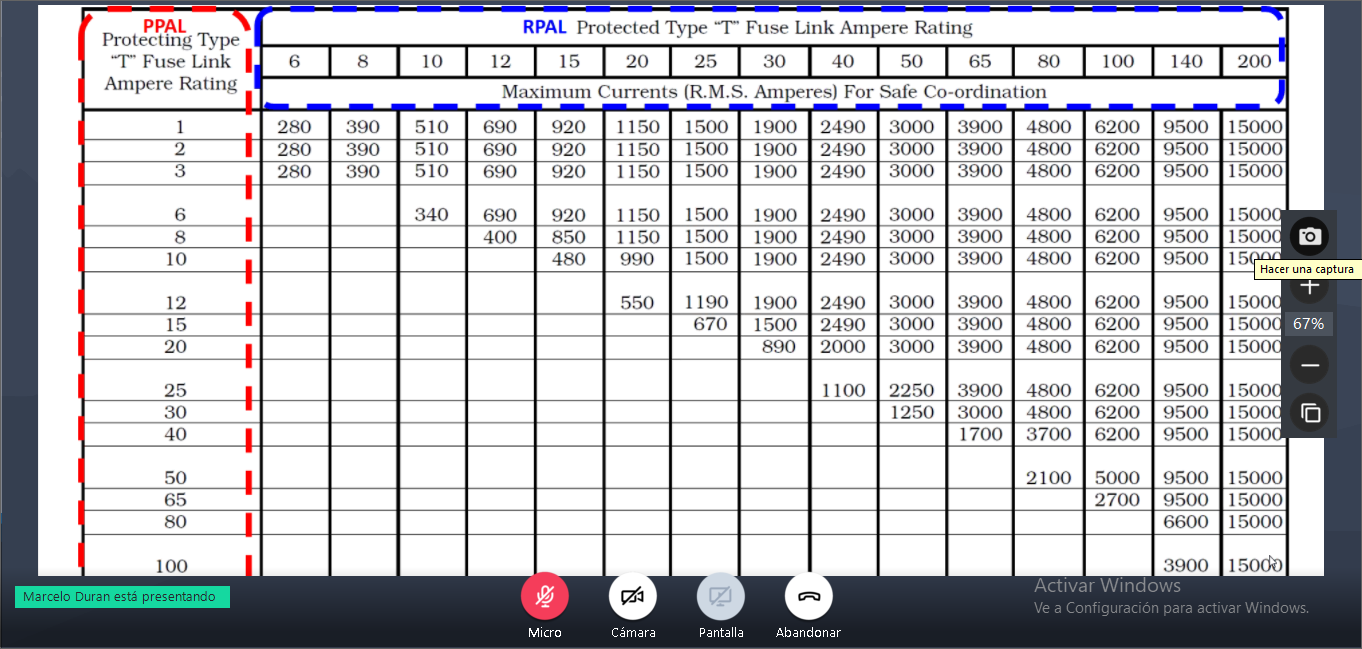 PPAL
Protecting Type
"T" Fuse Link
Ampere Rating
RPAL Protected Type "T" Fuse Link Ampere Rating
6 8 10 12 15 20 25 30 40 50 65 80 100 140 200
Maximum Currents (R.M.S. Amperes) For Safe Co-ordination
1 280 390 510 690 920 1150 1500 1900 2490 3000 3900 4800 6200 9500 15000
2 280 390 510 690 920 1150 1500 1900 2490 3000 3900 4800 6200 9500 15000
3 280 390 510 690 920 1150 1500 1900 2490 3000 3900 4800 6200 9500 15000
6 340 690 920 1150 1500 1900 2490 3000 3900 4800 6200 9500 15000
8 400 850 1150 1500 1900 2490 3000 3900 4800 6200 9500 15000
10 480 990 1500 1900 2490 3000 3900 4800 6200 9500 15000
Hacer una captura
12 550 1190 1900 2490 3000 3900 4800 6200 9500 15000
15 670 1500 2490 3000 3900 4800 6200 9500 15000
67%
20 890 2000 3000 3900 4800 6200 9500 15000
25 1100 2250 3900 4800 6200 9500 15000
30 1250 3000 4800 6200 9500 15000
40 1700 3700 6200 9500 15000
50 2100 5000 9500 15000
65 2700 9500 15000
80 6600 15000
100 3900 15000
Marcelo Duran está presentando
Activar Windows
Ve a Configuración para activar Windows.
Micro Cámara Pantalla Abandonar